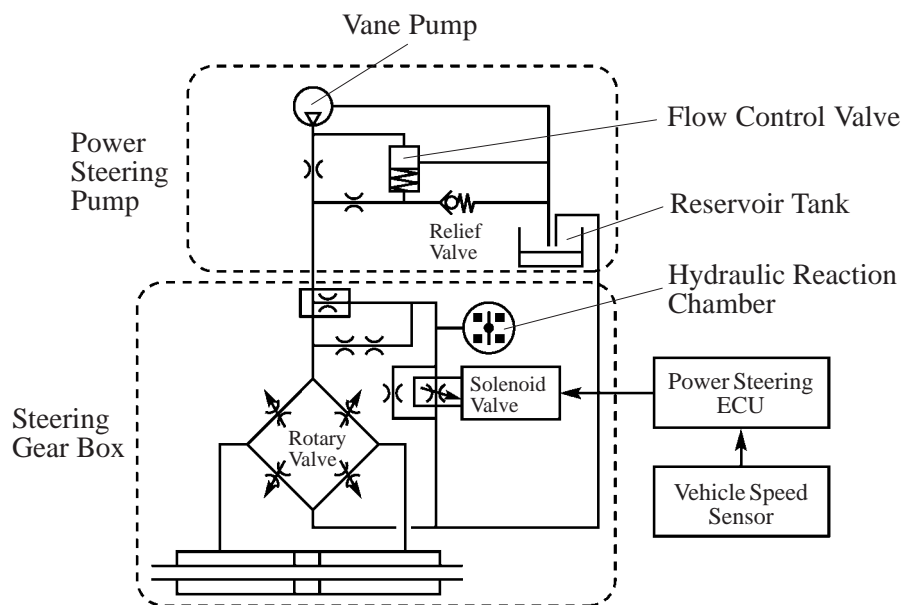 Vane Pump
Flow Control Valve
Power
Steering
Pump
Reservoir Tank
Relief
Valve
Hydraulic Reaction
Chamber
Solenoid
Valve
Power Steering
ECU
Steering
Gear Box
Rotary
Valve
Vehicle Speed
Sensor